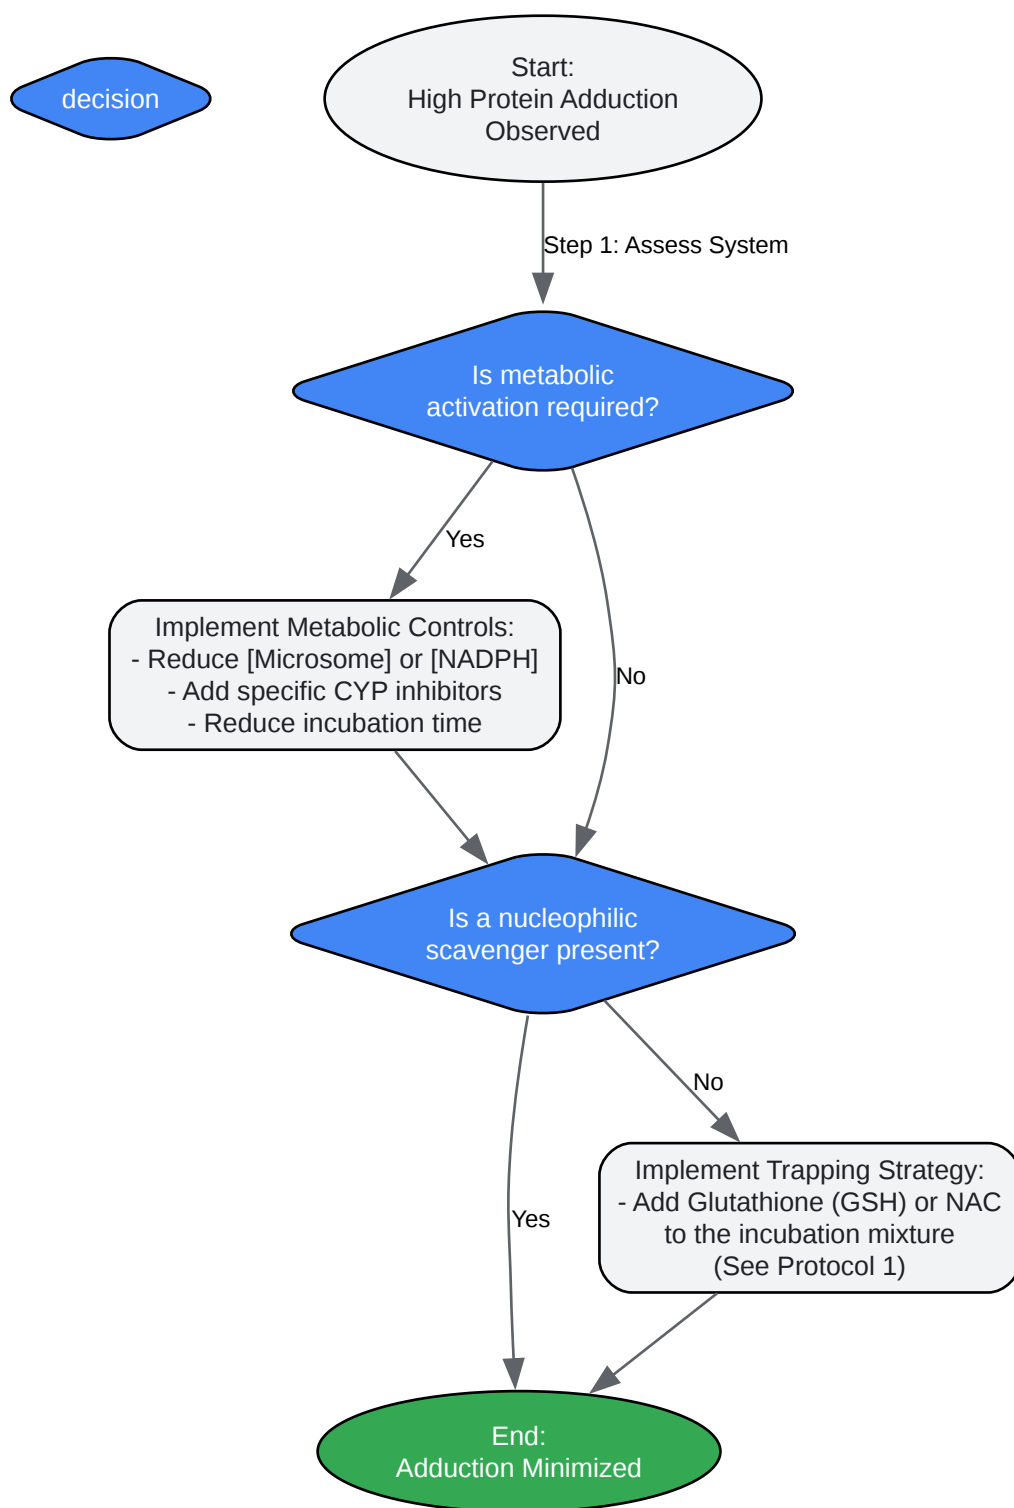 decision
Start:
High Protein Adduction
Observed
Step 1: Assess System
Is metabolic
activation required?
Yes
No
Implement Metabolic Controls:
- Reduce [Microsome] or [NADPH]
- Add specific CYP inhibitors
- Reduce incubation time
Is a nucleophilic
scavenger present?
No
Yes
Implement Trapping Strategy:
- Add Glutathione (GSH) or NAC
to the incubation mixture
(See Protocol 1)
End:
Adduction Minimized